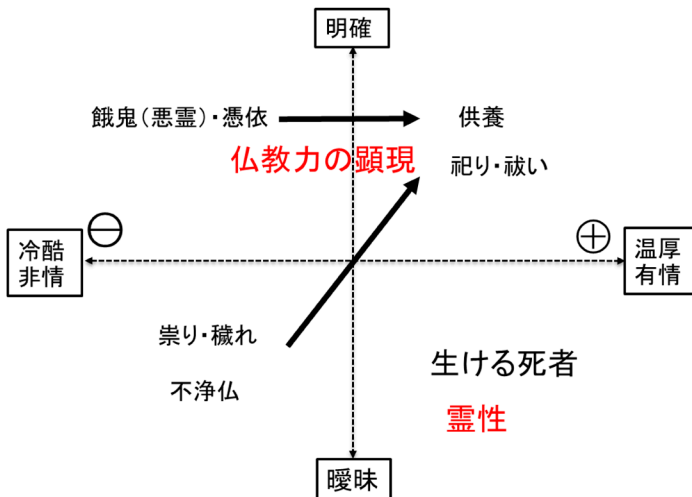 明確
餓鬼（悪霊）・憑依
供養
仏教力の顕現
祀り・祓い
⊖
⊕
冷酷
非情
温厚
有情
祟り・穢れ
生ける死者
不浄仏
霊性
曖昧